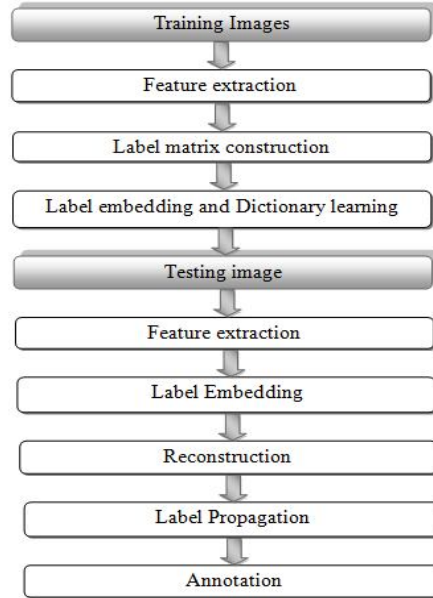 Training Images
Feature extraction
Label matrix construction
Label embedding and Dictionary learning
Testing image
Feature extraction
Label Embedding
Reconstruction
Label Propagation
Annotation